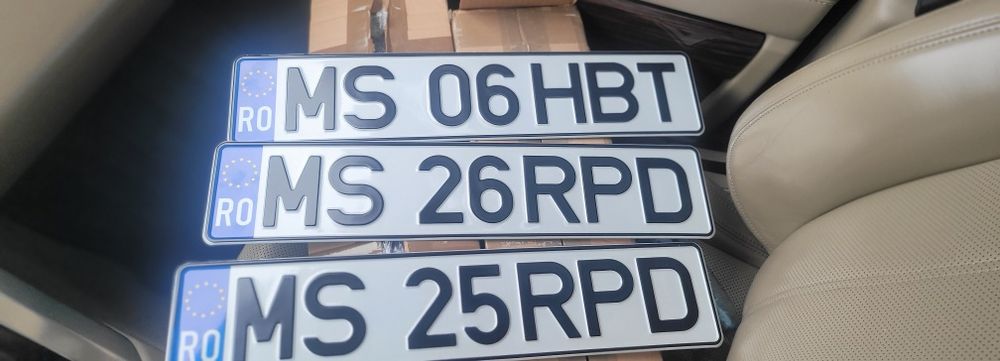 RO MS 06 HBT
RO MS 26 RPD
RO MS 25 RPD